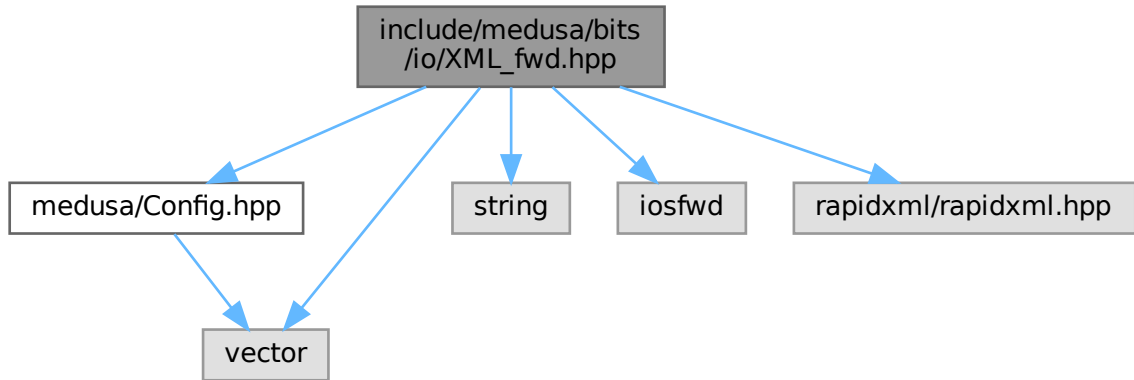 include/medusa/bits
/io/XML_fwd.hpp
medusa/Config.hpp
string
iosfwd
rapidxml/rapidxml.hpp
vector